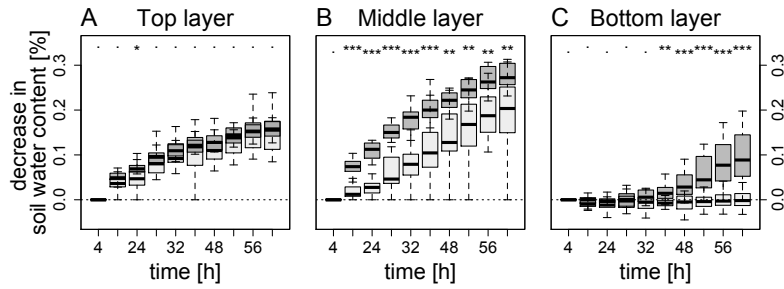 A Top layer
B Middle layer
C Bottom layer
decrease in
soil water content [%]
0.0 0.1 0.2 0.3
. . * . . . . . . .
. *** *** *** *** *** ** ** ** **
. . . . . ** *** *** *** ***
0.0 0.1 0.2 0.3
4 24 32 48 56
4 24 32 48 56
4 24 32 48 56
time [h]
time [h]
time [h]